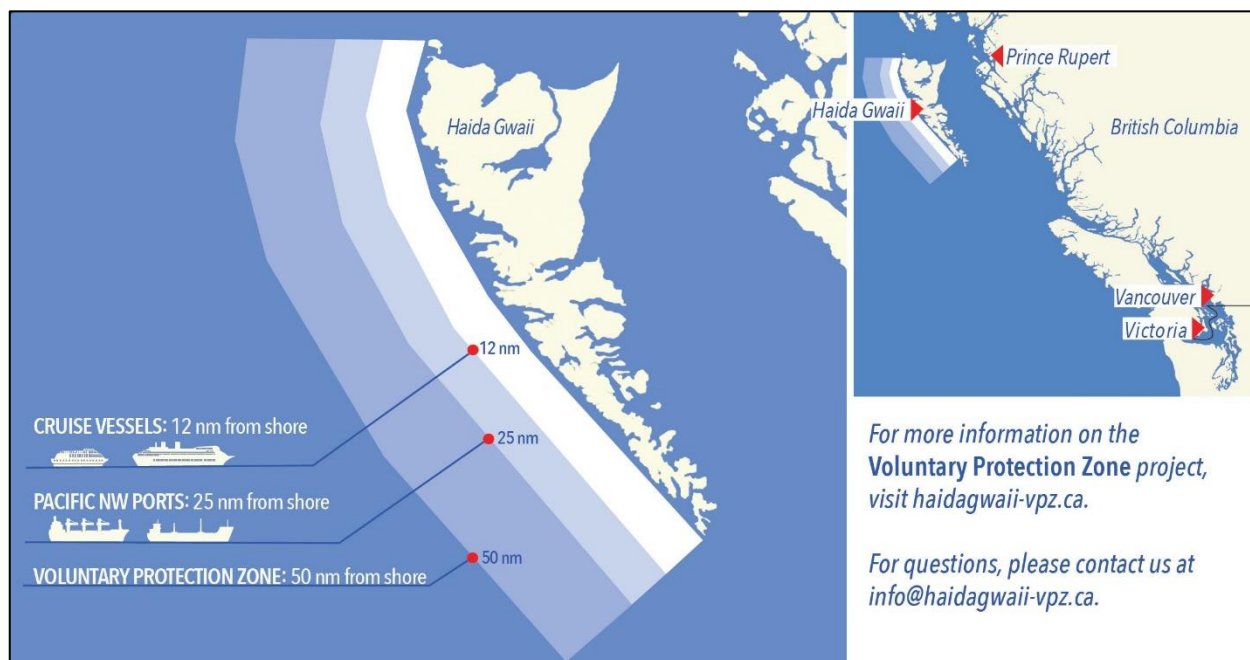 Haida Gwaii
12 nm
25 nm
50 nm
CRUISE VESSELS: 12 nm from shore
PACIFIC NW PORTS: 25 nm from shore
VOLUNTARY PROTECTION ZONE: 50 nm from shore
Prince Rupert
Haida Gwaii
British Columbia
Vancouver
Victoria
For more information on the
Voluntary Protection Zone project,
visit haidagwaii-vpz.ca.
For questions, please contact us at
info@haidagwaii-vpz.ca.